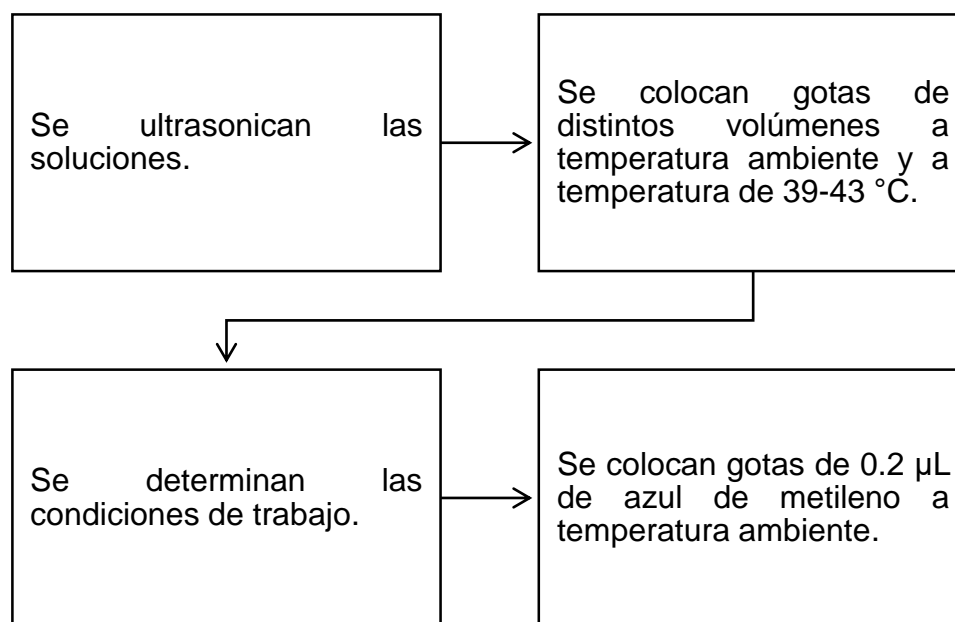 Se ultrasonican las
soluciones.
Se colocan gotas de
distintos volúmenes a
temperatura ambiente y a
temperatura de 39-43 °C.
Se determinan las
condiciones de trabajo.
Se colocan gotas de 0.2 µL
de azul de metileno a
temperatura ambiente.